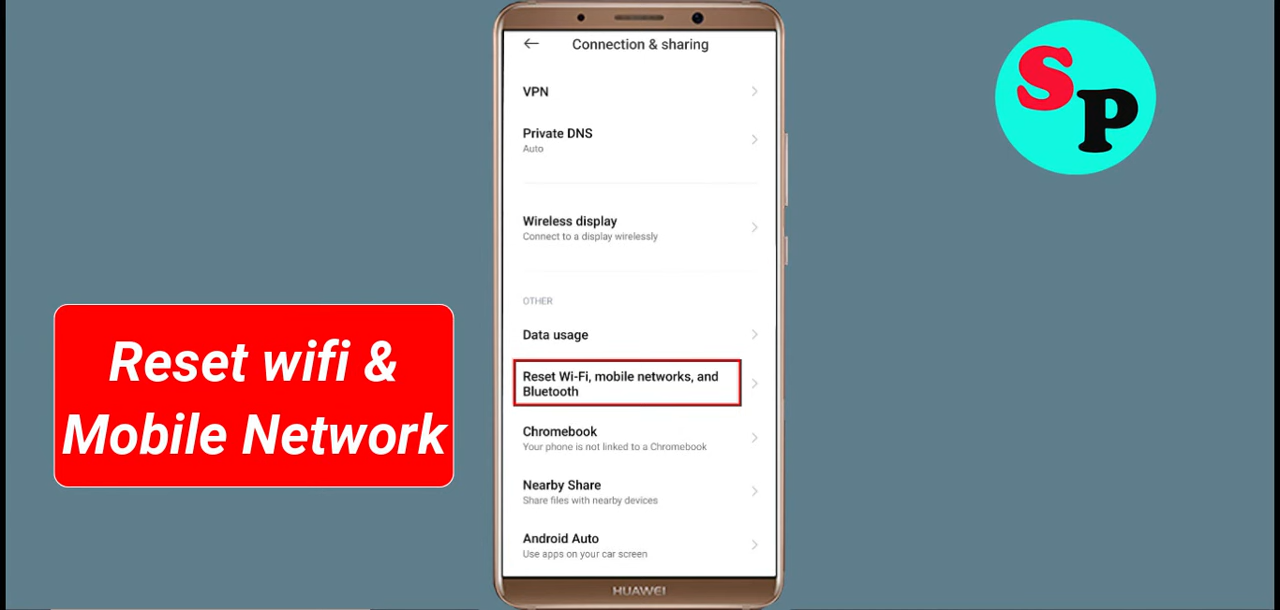 Connection & sharing
VPN
Private DNS
Auto
Wireless display
Connect to a display wirelessly
OTHER
Data usage
Reset Wi-Fi, mobile networks, and
Bluetooth
Chromebook
Your phone is not linked to a Chromebook
Nearby Share
Share files with nearby devices
Android Auto
Use apps on your car screen
HUAWEI
Reset wifi &
Mobile Network
SP